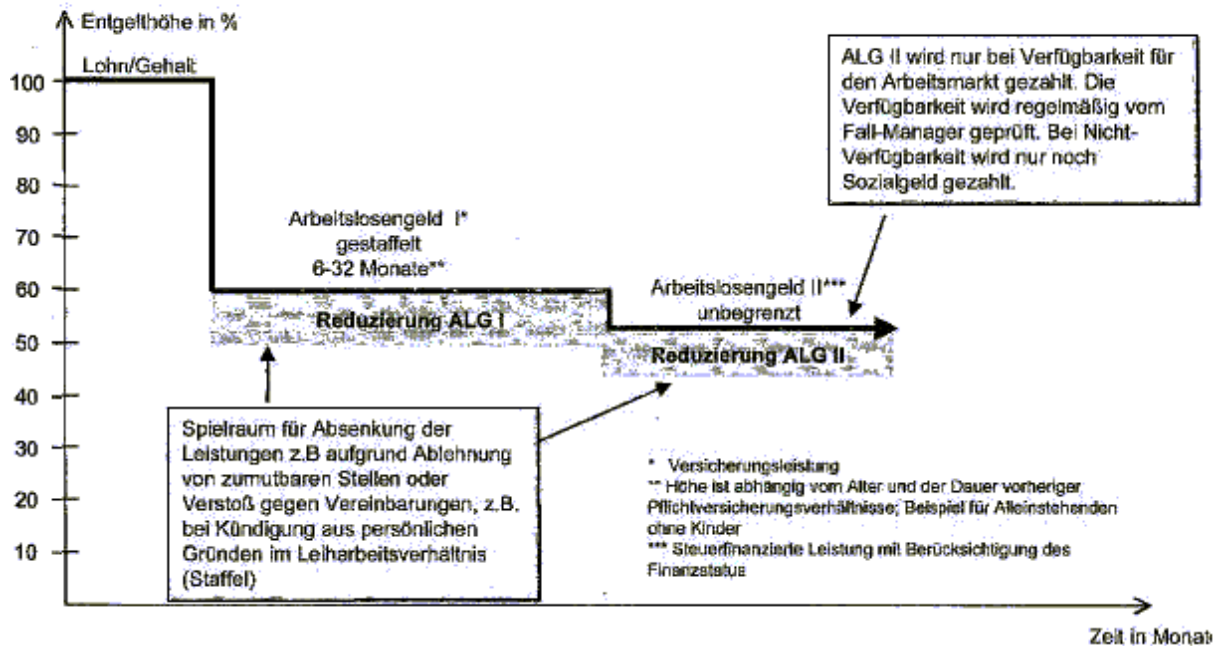 Entgelthöhe in %
Lohn/Gehalt
100
90
80
70
60
50
40
30
20
10
ALG II wird nur bei Verfügbarkeit für
den Arbeitsmarkt gezahlt. Die
Verfügbarkeit wird regelmäßig vom
Fall-Manager geprüft. Bei Nicht-
Verfügbarkeit wird nur noch
Sozialgeld gezahlt.
Arbeitslosengeld I*
gestaffelt
6-32 Monate**
Reduzierung ALG I
Arbeitslosengeld II***
unbegrenzt
Reduzierung ALG II
Spielraum für Absenkung der
Leistungen z.B aufgrund Ablehnung
von zumutbaren Stellen oder
Verstoß gegen Vereinbarungen, z.B.
bei Kündigung aus persönlichen
Gründen im Leiharbeitsverhältnis
(Staffel)
* Versicherungsleistung
** Höhe ist abhängig vom Alter und der Dauer vorheriger
Pflichtversicherungsverhältnisse; Beispiel für Alleinstehenden
ohne Kinder
*** Steuerfinanzierte Leistung mit Berücksichtigung des
Finanzstatus
Zeit in Monat